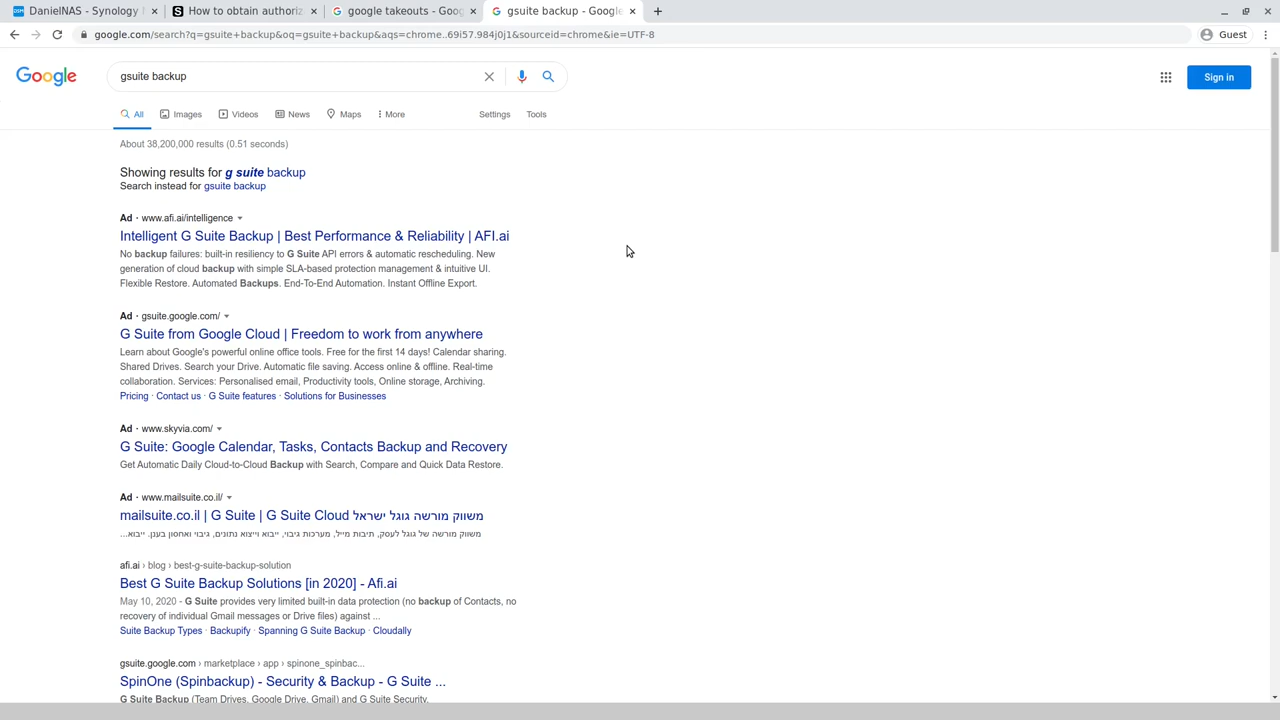 DanielNAS - Synology
How to obtain authoriz
google takeouts - Goog
gsuite backup - Google
google.com/search?q=gsuite+backup&oq=gsuite+backup&aqs=chrome..69i57.984j0j1&sourceid=chrome&ie=UTF-8
Guest
Google
gsuite backup
Sign in
All Images Videos News Maps More Settings Tools
About 38,200,000 results (0.51 seconds)
Showing results for g suite backup
Search instead for gsuite backup
Ad · www.afi.ai/intelligence
Intelligent G Suite Backup | Best Performance & Reliability | AFI.ai
No backup failures: built-in resiliency to G Suite API errors & automatic rescheduling. New
generation of cloud backup with simple SLA-based protection management & intuitive UI.
Flexible Restore. Automated Backups. End-To-End Automation. Instant Offline Export.
Ad · gsuite.google.com/
G Suite from Google Cloud | Freedom to work from anywhere
Learn about Google's powerful online office tools. Free for the first 14 days! Calendar sharing.
Shared Drives. Search your Drive. Automatic file saving. Access online & offline. Real-time
collaboration. Services: Personalised email, Productivity tools, Online storage, Archiving.
Pricing · Contact us · G Suite features · Solutions for Businesses
Ad · www.skyvia.com/
G Suite: Google Calendar, Tasks, Contacts Backup and Recovery
Get Automatic Daily Cloud-to-Cloud Backup with Search, Compare and Quick Data Restore.
Ad · www.mailsuite.co.il/
mailsuite.co.il | G Suite | G Suite Cloud משווק מורשה גוגל ישראל
משווק מורשה של גוגל לעסק, תיבות מייל, מערכות גיבוי, ייבוא וייצוא נתונים, גיבוי ואחסון בענן. ייבוא...
afi.ai › blog › best-g-suite-backup-solution
Best G Suite Backup Solutions [in 2020] - Afi.ai
May 10, 2020 - G Suite provides very limited built-in data protection (no backup of Contacts, no
recovery of individual Gmail messages or Drive files) against ...
Suite Backup Types · Backupify · Spanning G Suite Backup · Cloudally
gsuite.google.com › marketplace › app › spinone_spinbac...
SpinOne (Spinbackup) - Security & Backup - G Suite ...
G Suite Backup (Team Drives, Google Drive, Gmail) and G Suite Security.